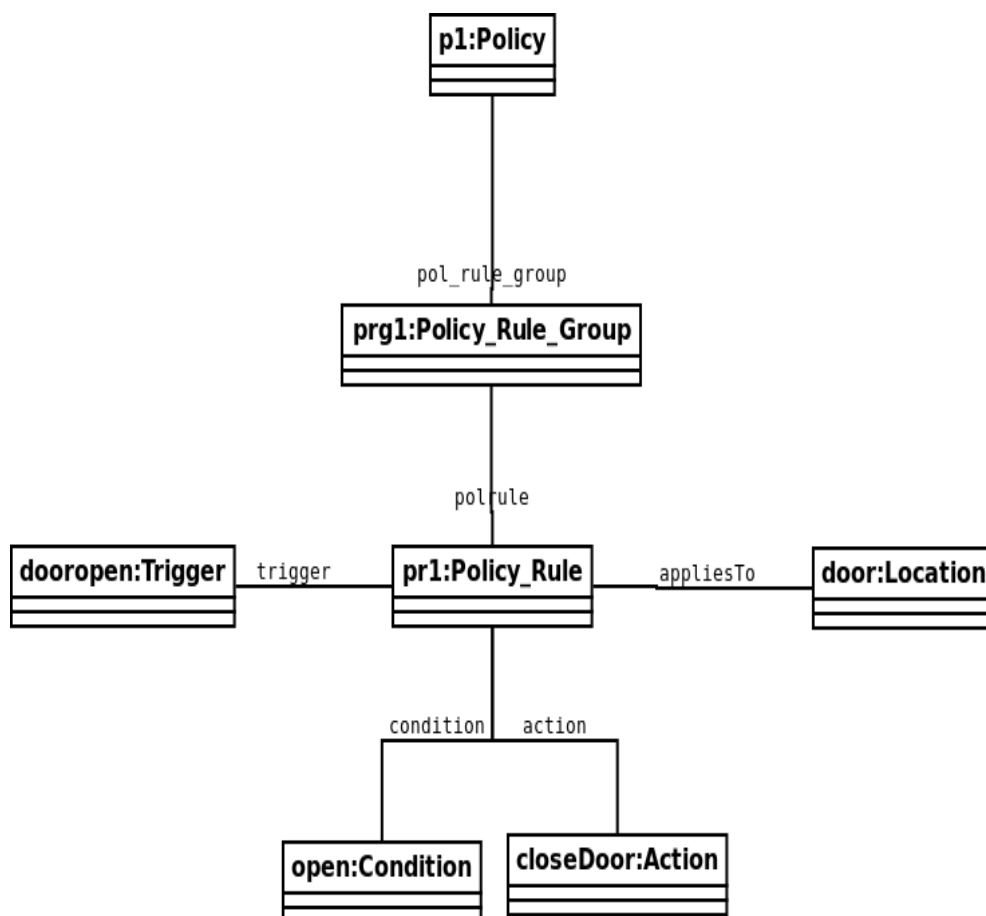 p1:Policy
pol_rule_group
prg1:Policy_Rule_Group
polrule
dooropen:Trigger
trigger
pr1:Policy_Rule
appliesTo
door:Location
condition
action
open:Condition
closeDoor:Action